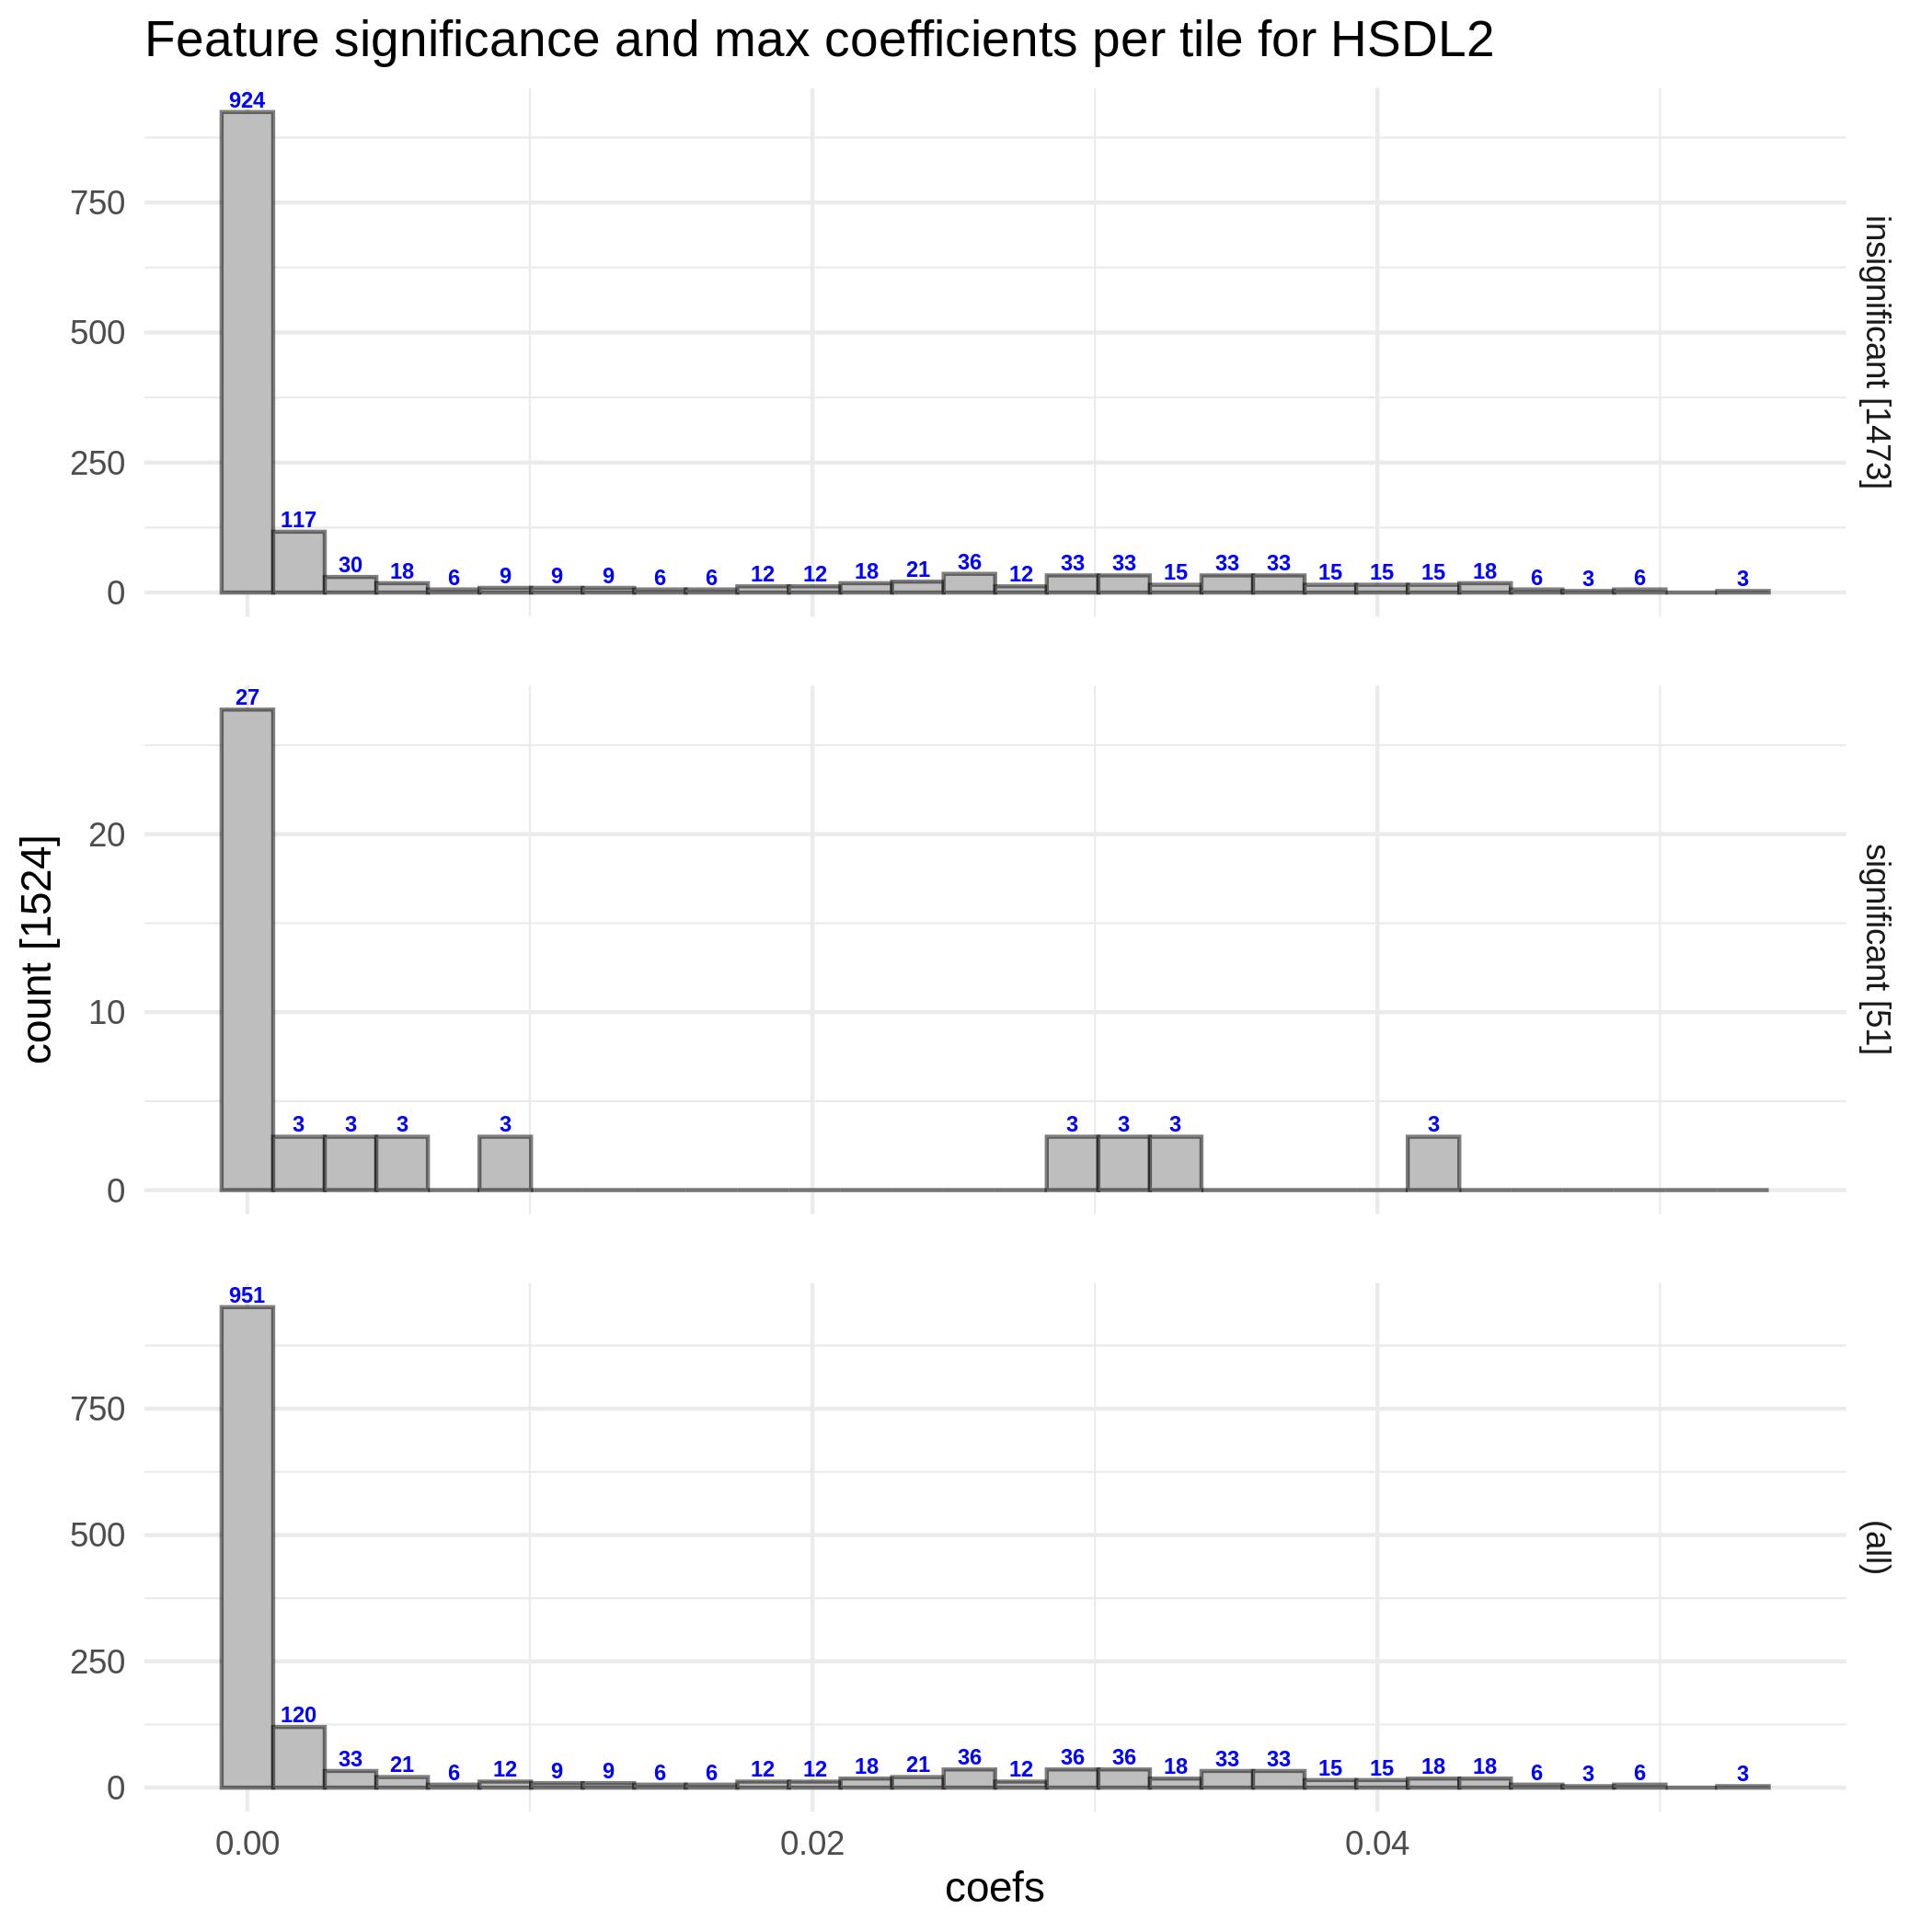 Feature significance and max coefficients per tile for HSDL2
924
117 30 18 6 9 9 9 6 6 12 12 18 21 36 12 33 33 15 33 33 15 15 15 18 6 3 6 3
750
500
250
0
insignificant [1473]
27
3 3 3 3 3 3 3 3
20
10
0
significant [51]
count [1524]
951
120 33 21 6 12 9 9 6 6 12 12 18 21 36 12 36 36 18 33 33 15 15 18 18 6 3 6 3
750
500
250
0
(all)
0.00 0.02 0.04
coefs